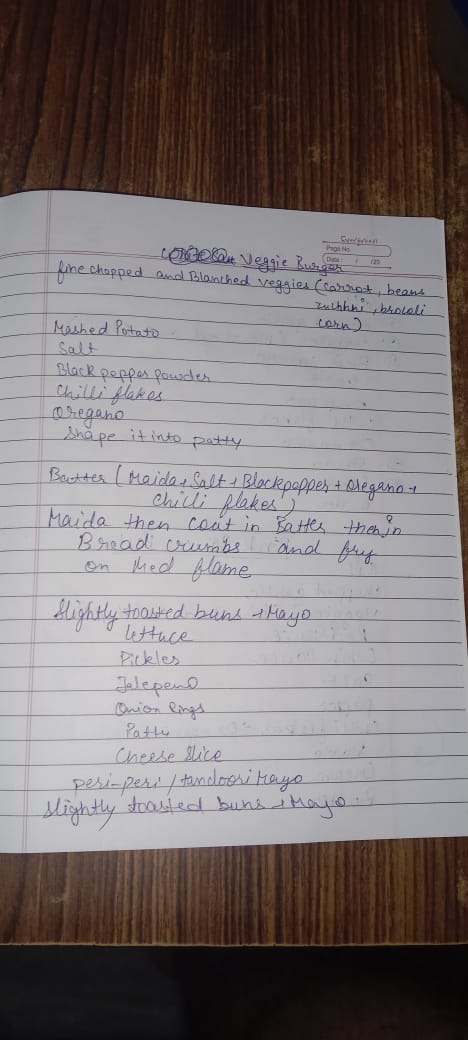 Sundaram
Page No.
Date / /20
Veggie Burger
fine chopped and Blanched veggies (carrot, beans
zuchhni, brocoli
corn)
Mashed Potato
Salt
Black pepper powder
Chilli flakes
Oregano
Shape it into patty
Batter (Maida + Salt + Blackpepper + Oregano +
chilli flakes)
Maida then coat in Batter then in
Bread crumbs and fry
on Med flame
Slightly toasted buns + Mayo
lettuce
Pickles
Jalepeno
Onion Rings
Patty
Cheese Slice
peri-peri / tandoori Mayo
Slightly toasted buns + Mayo.